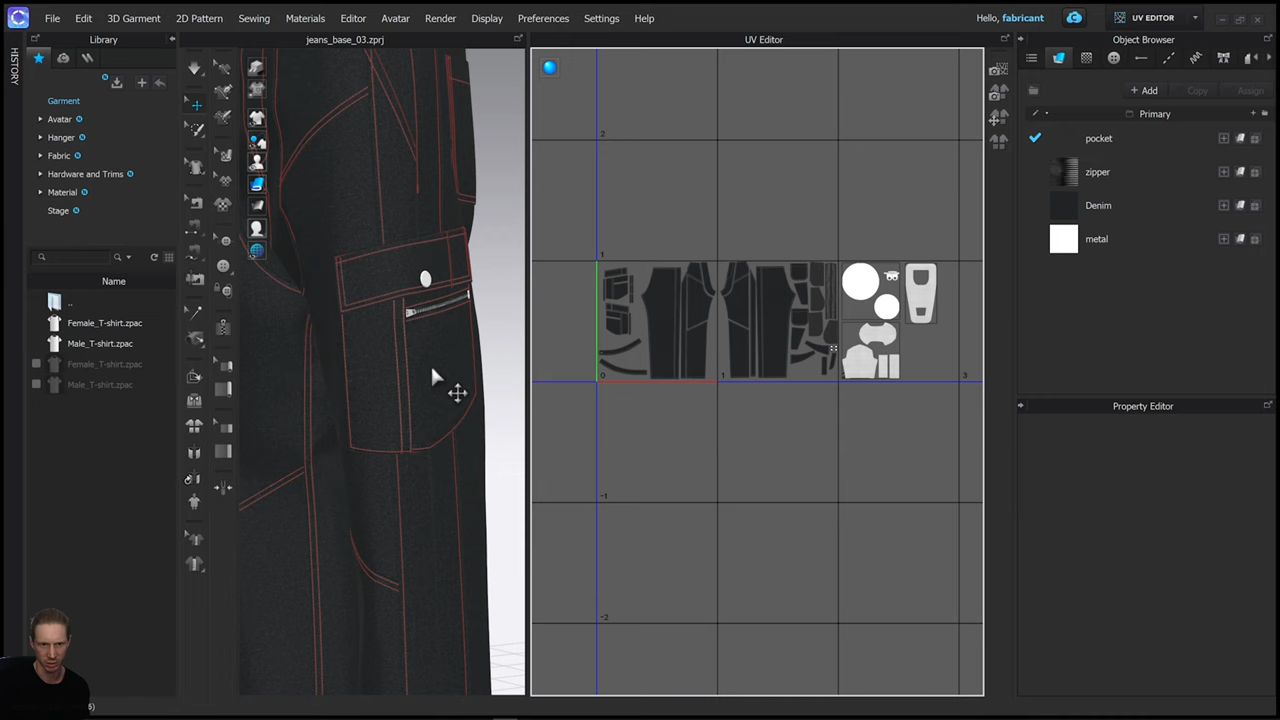 File Edit 3D Garment 2D Pattern Sewing Materials Editor Avatar Render Display Preferences Settings Help Hello, fabricant UV EDITOR
Library jeans_base_03.zprj UV Editor Object Browser
HISTORY
Garment
Avatar
Hanger
Fabric
Hardware and Trims
Material
Stage
Name
..
Female_T-shirt.zpac
Male_T-shirt.zpac
Female_T-shirt.zpac
Male_T-shirt.zpac
2
1
0 1 3
-1
-2
+ Add Copy Assign
Primary
pocket
zipper
Denim
metal
Property Editor